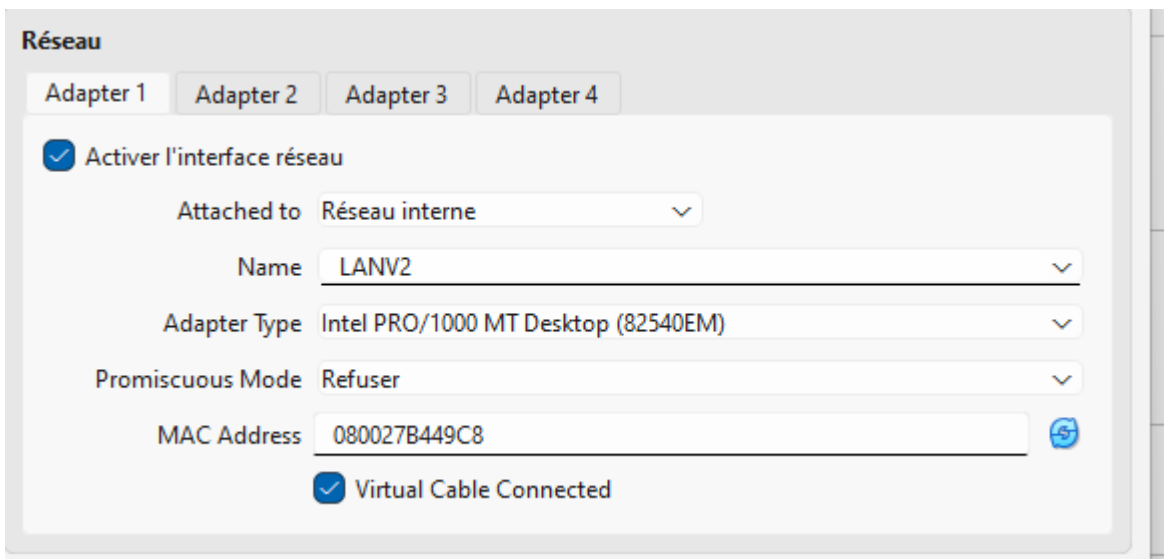 Réseau
Adapter 1 Adapter 2 Adapter 3 Adapter 4
Activer l'interface réseau
Attached to Réseau interne
Name LANV2
Adapter Type Intel PRO/1000 MT Desktop (82540EM)
Promiscuous Mode Refuser
MAC Address 080027B449C8
Virtual Cable Connected